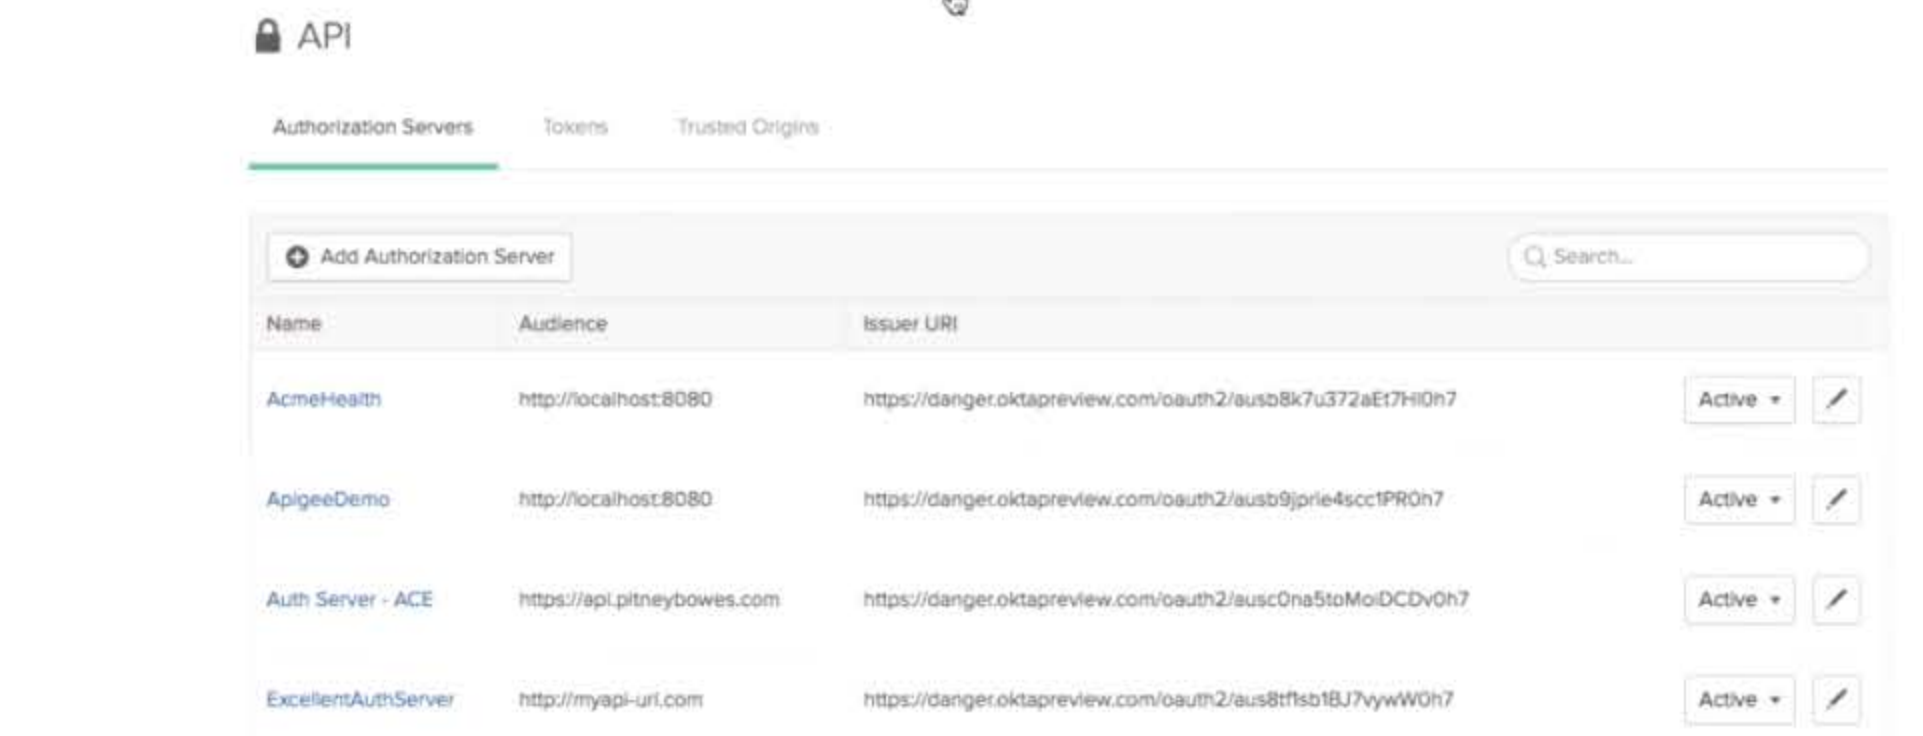 API
Authorization Servers Tokens Trusted Origins
Add Authorization Server Search...
Name Audience Issuer URI
AcmeHealth http://localhost:8080 https://danger.oktapreview.com/oauth2/ausb8k7u372aEt7Hl0h7 Active
ApigeeDemo http://localhost:8080 https://danger.oktapreview.com/oauth2/ausb9jprie4scc1PR0h7 Active
Auth Server - ACE https://api.pitneybowes.com https://danger.oktapreview.com/oauth2/ausc0na5toMoiDCDv0h7 Active
ExcellentAuthServer http://myapi-url.com https://danger.oktapreview.com/oauth2/aus8tf1sb1BJ7vywW0h7 Active